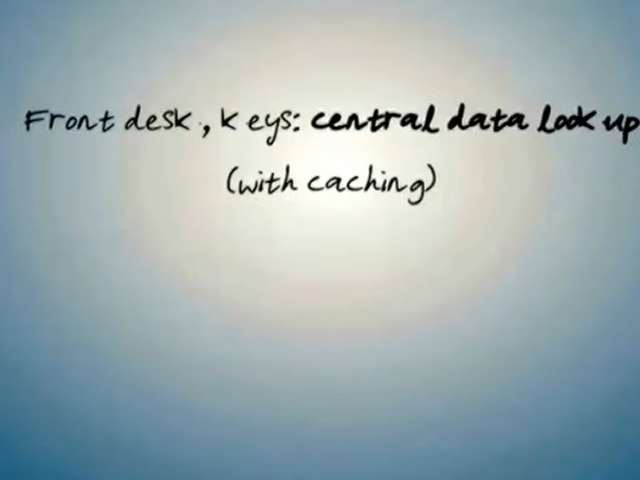 Front desk, keys: central data look up
(with caching)